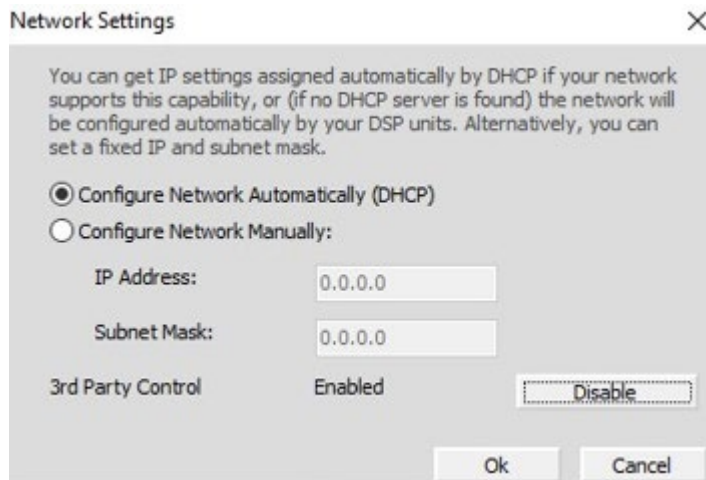 Network Settings
You can get IP settings assigned automatically by DHCP if your network
supports this capability, or (if no DHCP server is found) the network will
be configured automatically by your DSP units. Alternatively, you can
set a fixed IP and subnet mask.
Configure Network Automatically (DHCP)
Configure Network Manually:
IP Address: 0.0.0.0
Subnet Mask: 0.0.0.0
3rd Party Control Enabled Disable
Ok Cancel